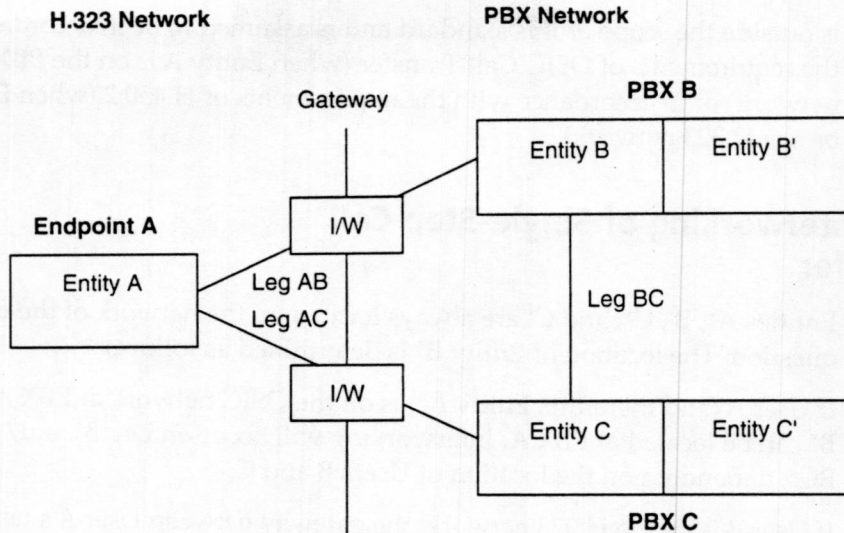 H.323 Network
PBX Network
Gateway
PBX B
Entity B
Entity B'
I/W
Endpoint A
Entity A
Leg AB
Leg AC
Leg BC
I/W
Entity C
Entity C'
PBX C